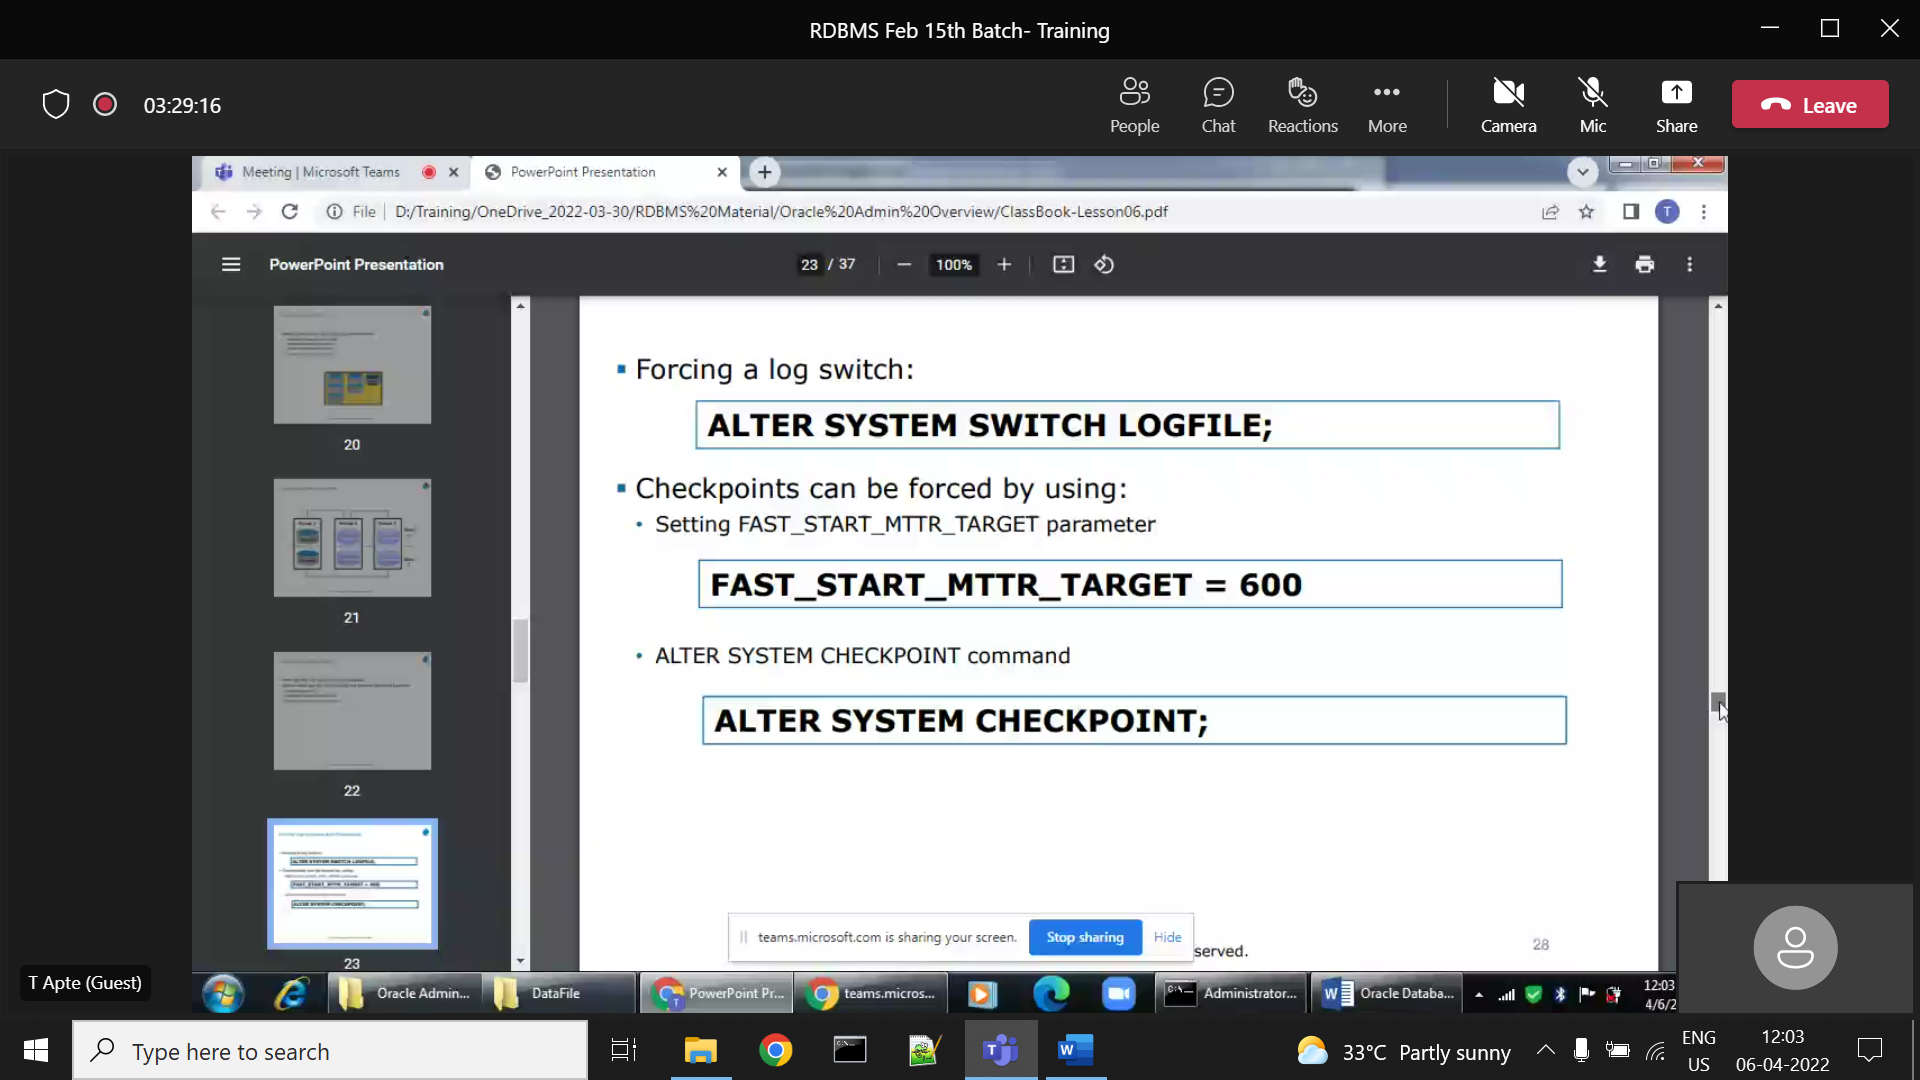 RDBMS Feb 15th Batch- Training
03:29:16
People
Chat
Reactions
More
Camera
Mic
Share
Leave
Meeting | Microsoft Teams
PowerPoint Presentation
File
D:/Training/OneDrive_2022-03-30/RDBMS%20Material/Oracle%20Admin%20Overview/ClassBook-Lesson06.pdf
T
PowerPoint Presentation
23 / 37
100%
20
21
22
23
Forcing a log switch:
ALTER SYSTEM SWITCH LOGFILE;
Checkpoints can be forced by using:
Setting FAST_START_MTTR_TARGET parameter
FAST_START_MTTR_TARGET = 600
ALTER SYSTEM CHECKPOINT command
ALTER SYSTEM CHECKPOINT;
teams.microsoft.com is sharing your screen.
Stop sharing
Hide
served.
28
T Apte (Guest)
Oracle Admin...
DataFile
PowerPoint Pr...
teams.micros...
Administrator...
Oracle Databa...
12:03
4/6/2
Type here to search
33°C Partly sunny
ENG
US
12:03
06-04-2022